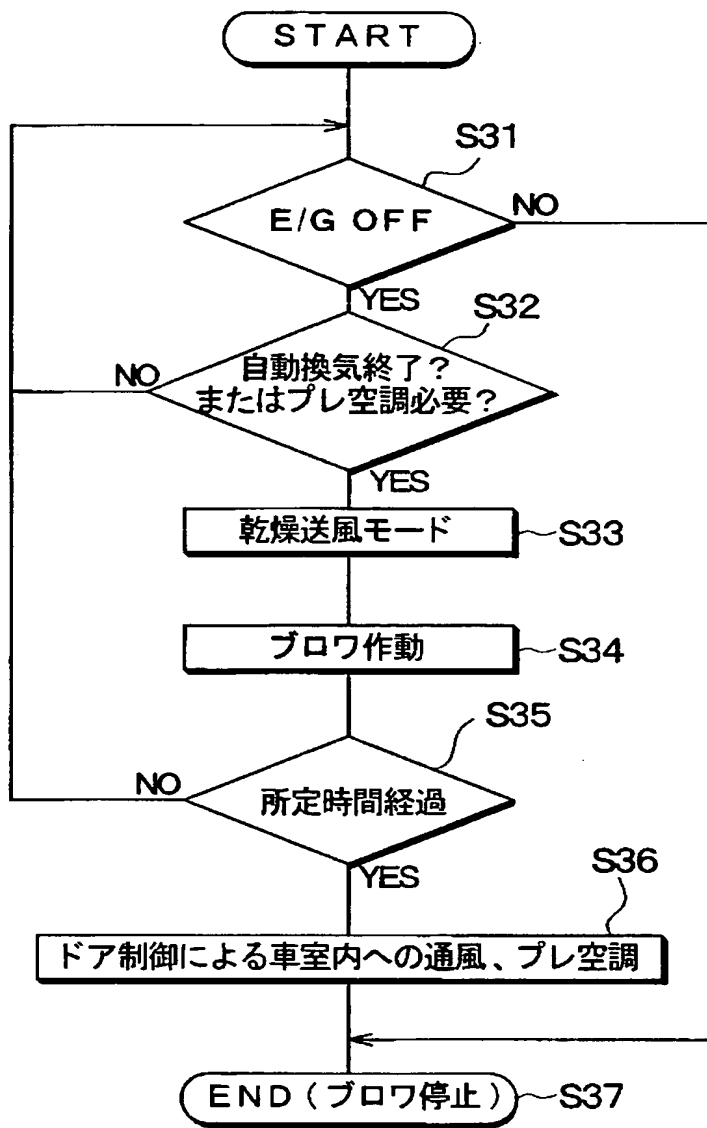 START
S31
E/G OFF
NO
YES
S32
自動換気終了?
またはプレ空調必要?
NO
YES
乾燥送風モード
S33
ブロワ作動
S34
S35
所定時間経過
NO
YES
S36
ドア制御による車室内への通風、プレ空調
END(ブロワ停止)
S37